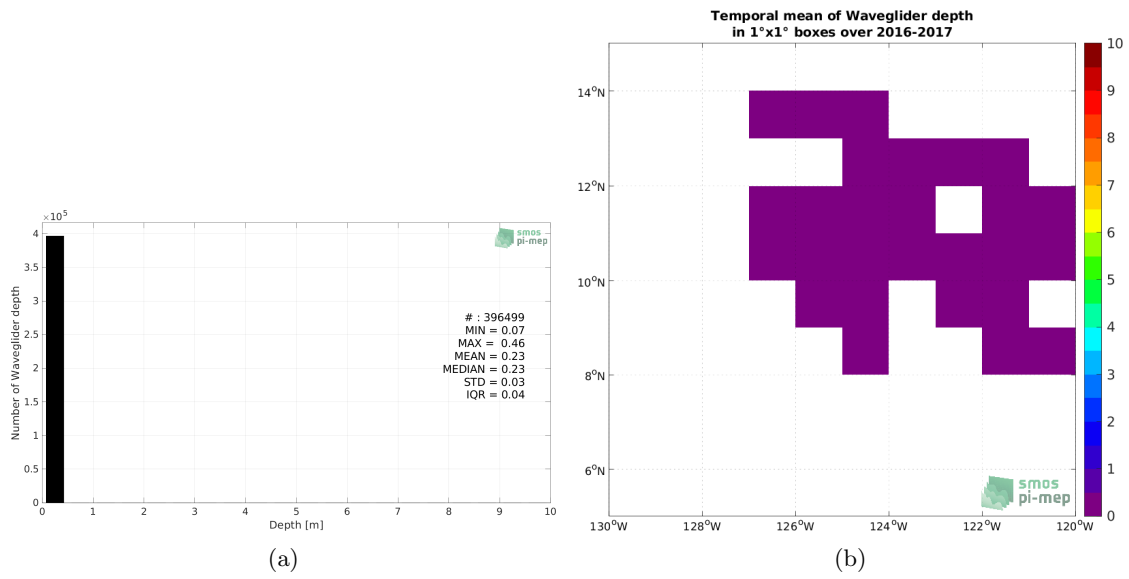 ×10⁵
4
3.5
3
2.5
2
1.5
1
0.5
0
Number of Waveglider depth
smos
pi-mep
# : 396499
MIN = 0.07
MAX = 0.46
MEAN = 0.23
MEDIAN = 0.23
STD = 0.03
IQR = 0.04
0 1 2 3 4 5 6 7 8 9 10
Depth [m]
(a)
Temporal mean of Waveglider depth
in 1°x1° boxes over 2016-2017
14°N
12°N
10°N
8°N
6°N
130°W 128°W 126°W 124°W 122°W 120°W
smos
pi-mep
10
9
8
7
6
5
4
3
2
1
0
(b)